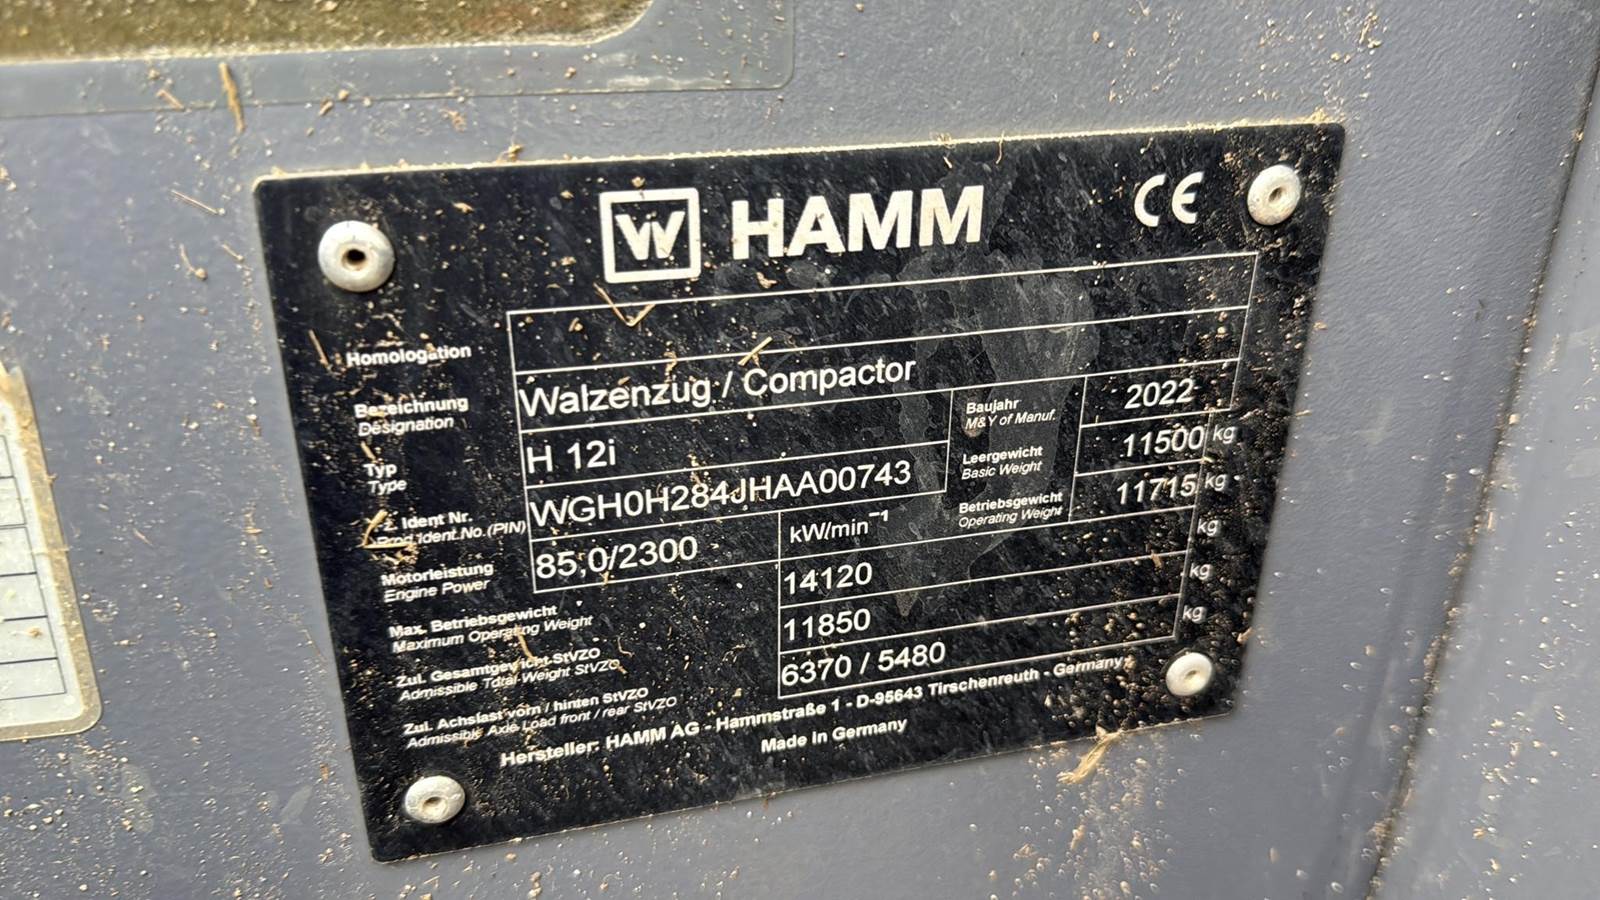 W HAMM CE
Homologation
Bezeichnung Walzenzug / Compactor
Désignation
Typ H 12i Baujahr 2022
Type M&Y of Manuf.
Ident Nr. WGH0H284JHAA00743 Leergewicht 11500 kg
Prod.Ident.No.(PIN) Basic Weight
Motorleistung 85,0/2300 kW/min⁻¹ Betriebsgewicht 11715 kg
Engine Power Operating Weight
Max. Betriebsgewicht 14120 kg
Maximum Operating Weight
Zul. Gesamtgewicht StVZO 11850 kg
Admissible Total Weight StVZO
Zul. Achslast vorn / hinten StVZO 6370 / 5480 kg
Admissible Axle Load front / rear StVZO
Hersteller: HAMM AG - Hammstraße 1 - D-95643 Tirschenreuth - Germany
Made in Germany